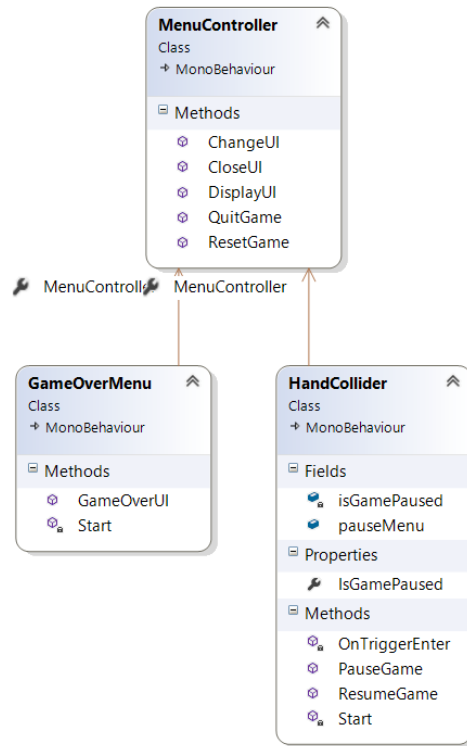 MenuController
Class
MonoBehaviour
Methods
ChangeUI
CloseUI
DisplayUI
QuitGame
ResetGame
MenuController
MenuController
GameOverMenu
Class
MonoBehaviour
Methods
GameOverUI
Start
HandCollider
Class
MonoBehaviour
Fields
isGamePaused
pauseMenu
Properties
IsGamePaused
Methods
OnTriggerEnter
PauseGame
ResumeGame
Start